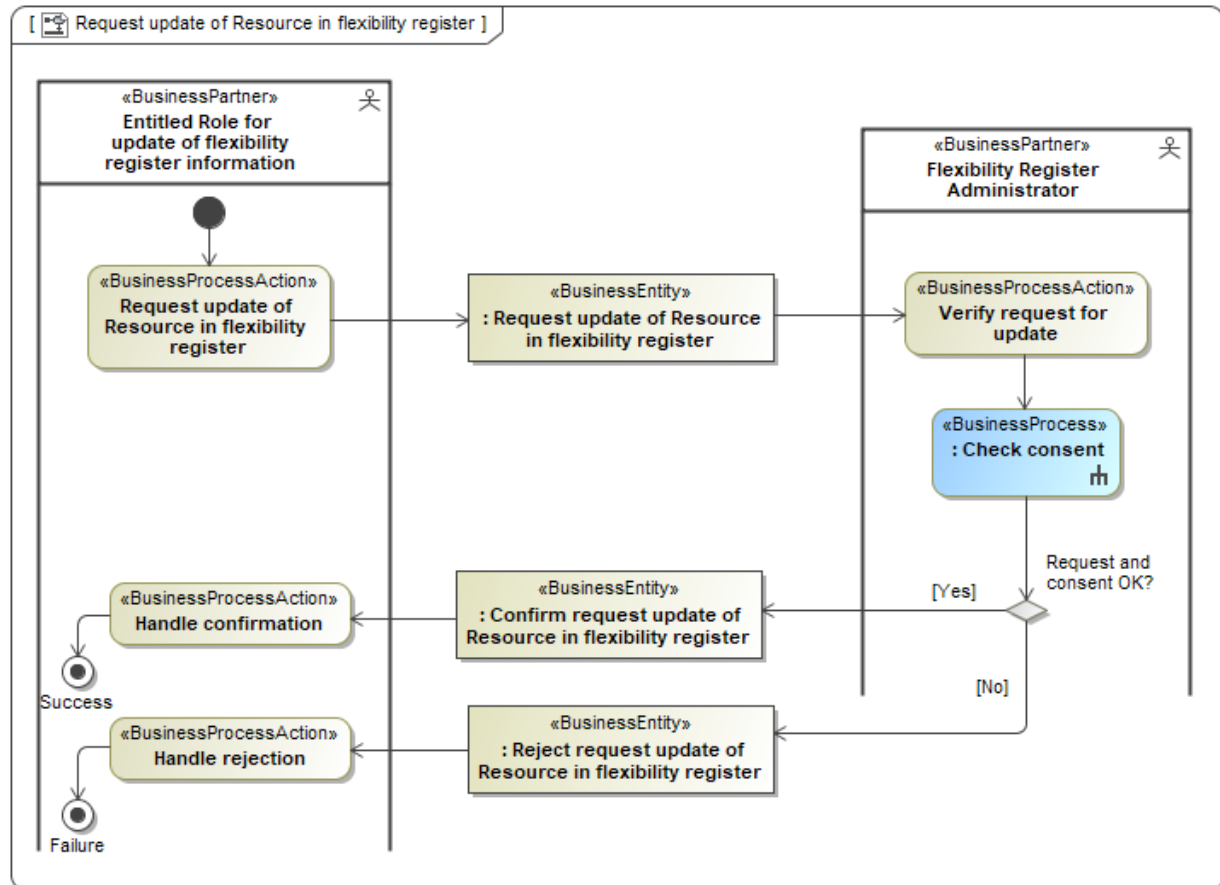 [ Request update of Resource in flexibility register ]
«BusinessPartner»
Entitled Role for
update of flexibility
register information
«BusinessPartner»
Flexibility Register
Administrator
«BusinessProcessAction»
Request update of
Resource in flexibility
register
«BusinessEntity»
: Request update of Resource
in flexibility register
«BusinessProcessAction»
Verify request for
update
«BusinessProcess»
: Check consent
Request and
consent OK?
[Yes]
«BusinessEntity»
: Confirm request update of
Resource in flexibility register
«BusinessProcessAction»
Handle confirmation
Success
[No]
«BusinessEntity»
: Reject request update of
Resource in flexibility register
«BusinessProcessAction»
Handle rejection
Failure